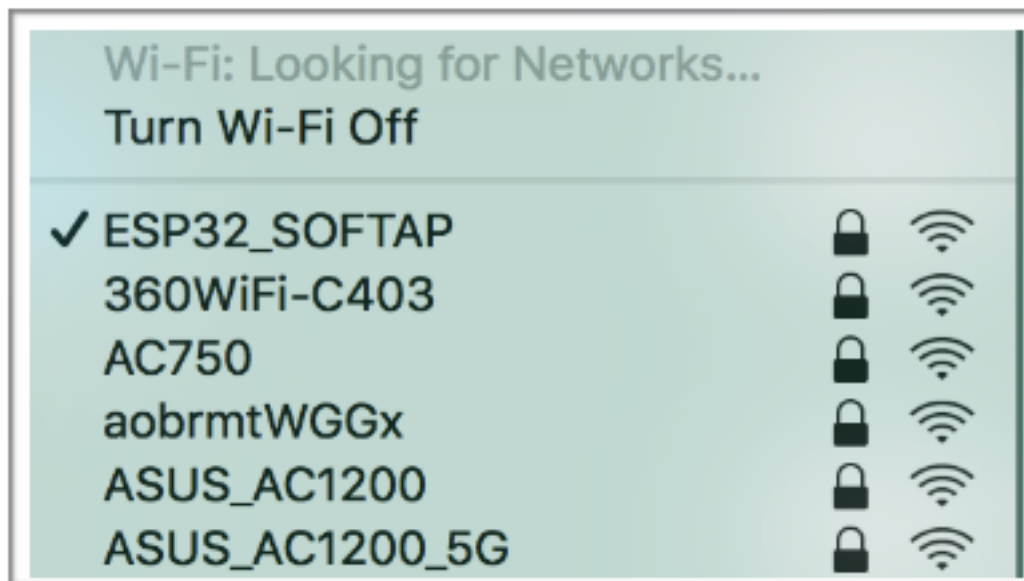 Wi-Fi: Looking for Networks...
Turn Wi-Fi Off
ESP32_SOFTAP
360WiFi-C403
AC750
aobrmtWGGx
ASUS_AC1200
ASUS_AC1200_5G